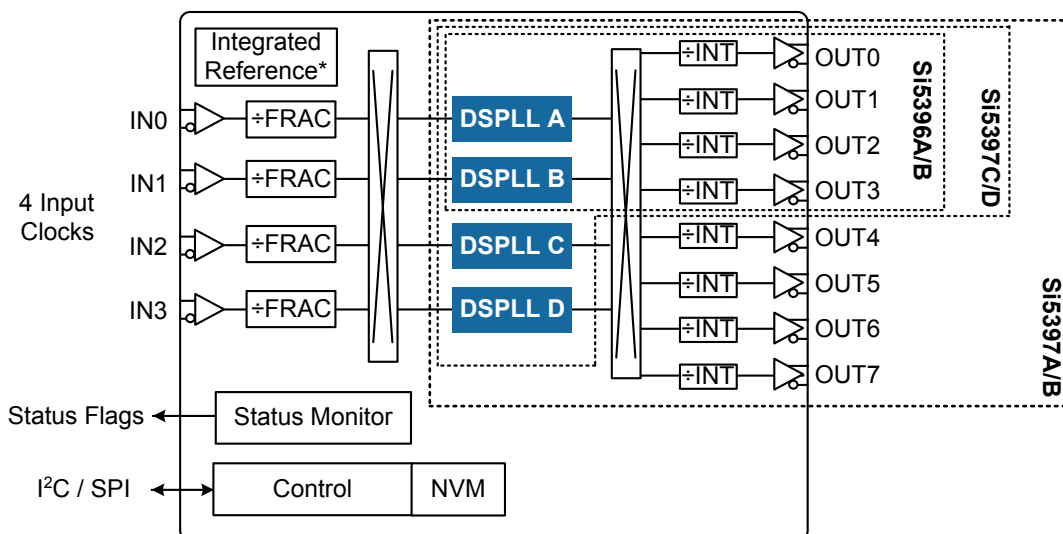 Integrated
Reference*
4 Input
Clocks
IN0
÷FRAC
DSPLL A
IN1
÷FRAC
DSPLL B
IN2
÷FRAC
DSPLL C
IN3
÷FRAC
DSPLL D
÷INT
OUT0
÷INT
OUT1
÷INT
OUT2
÷INT
OUT3
÷INT
OUT4
÷INT
OUT5
÷INT
OUT6
÷INT
OUT7
Si5396A/B
Si5397C/D
Si5397A/B
Status Flags
Status Monitor
I²C / SPI
Control
NVM